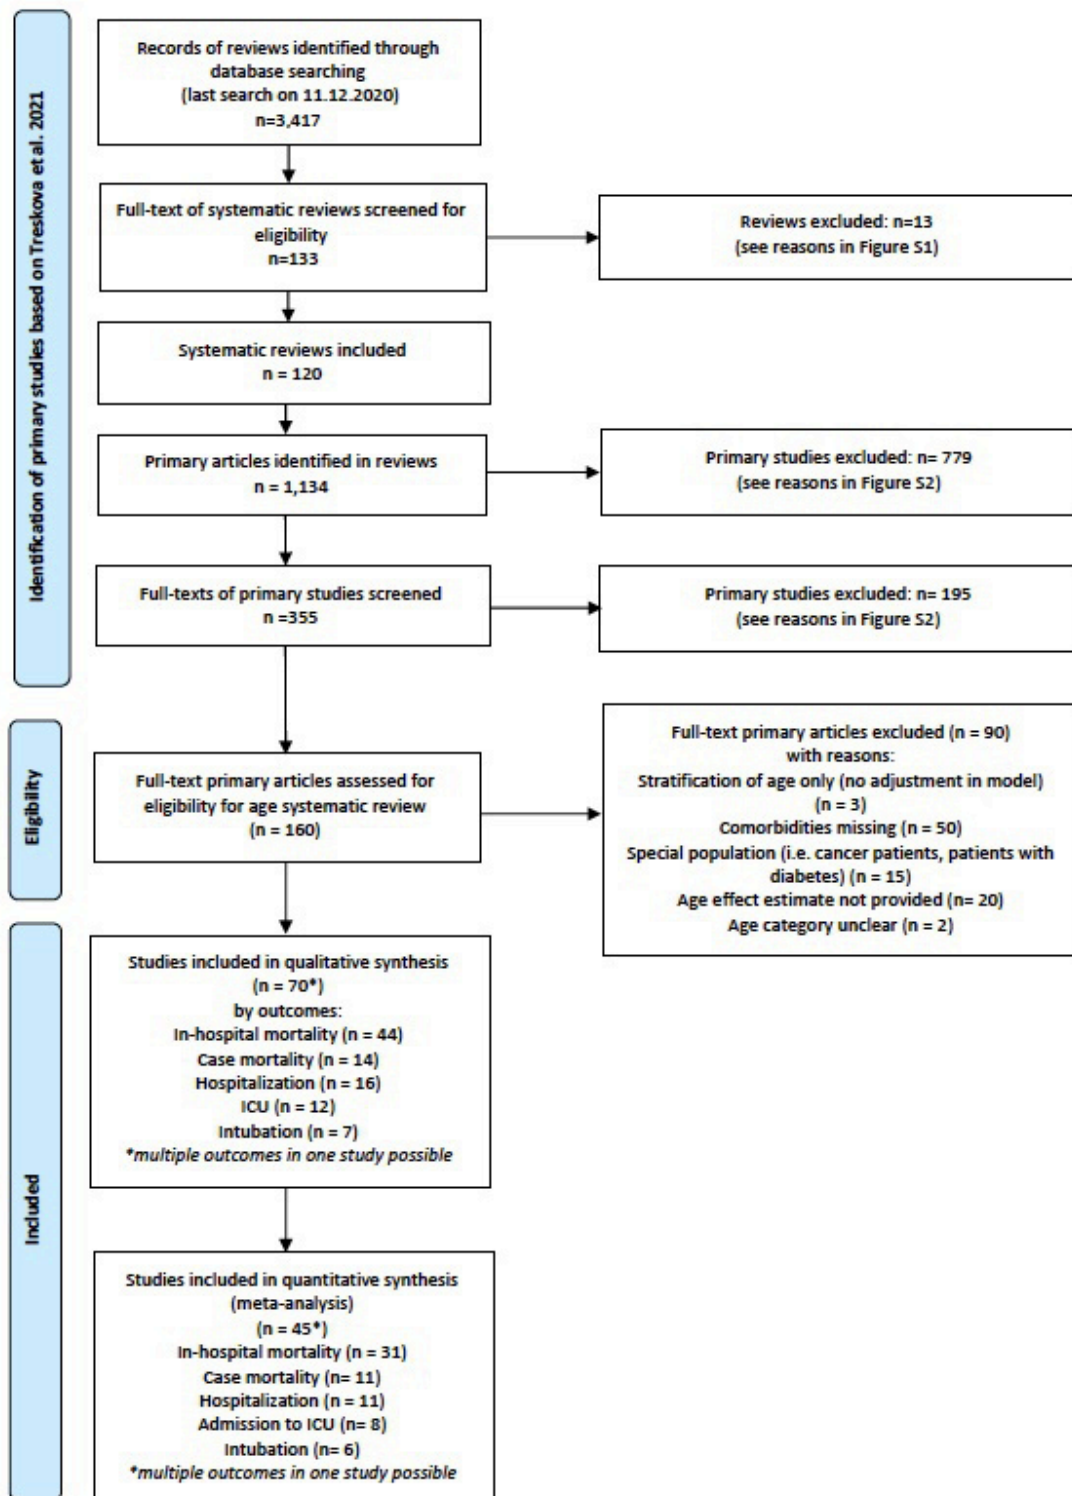 Identification of primary studies based on Treskova et al. 2021
Records of reviews identified through
database searching
(last search on 11.12.2020)
n=3,417
Full-text of systematic reviews screened for
eligibility
n=133
Reviews excluded: n=13
(see reasons in Figure S1)
Systematic reviews included
n = 120
Primary articles identified in reviews
n = 1,134
Primary studies excluded: n= 779
(see reasons in Figure S2)
Full-texts of primary studies screened
n =355
Primary studies excluded: n= 195
(see reasons in Figure S2)
Eligibility
Full-text primary articles assessed for
eligibility for age systematic review
(n = 160)
Full-text primary articles excluded (n = 90)
with reasons:
Stratification of age only (no adjustment in model)
(n = 3)
Comorbidities missing (n = 50)
Special population (i.e. cancer patients, patients with
diabetes) (n = 15)
Age effect estimate not provided (n= 20)
Age category unclear (n = 2)
Included
Studies included in qualitative synthesis
(n = 70*)
by outcomes:
In-hospital mortality (n = 44)
Case mortality (n = 14)
Hospitalization (n = 16)
ICU (n = 12)
Intubation (n = 7)
*multiple outcomes in one study possible
Studies included in quantitative synthesis
(meta-analysis)
(n = 45*)
In-hospital mortality (n = 31)
Case mortality (n= 11)
Hospitalization (n = 11)
Admission to ICU (n= 8)
Intubation (n= 6)
*multiple outcomes in one study possible